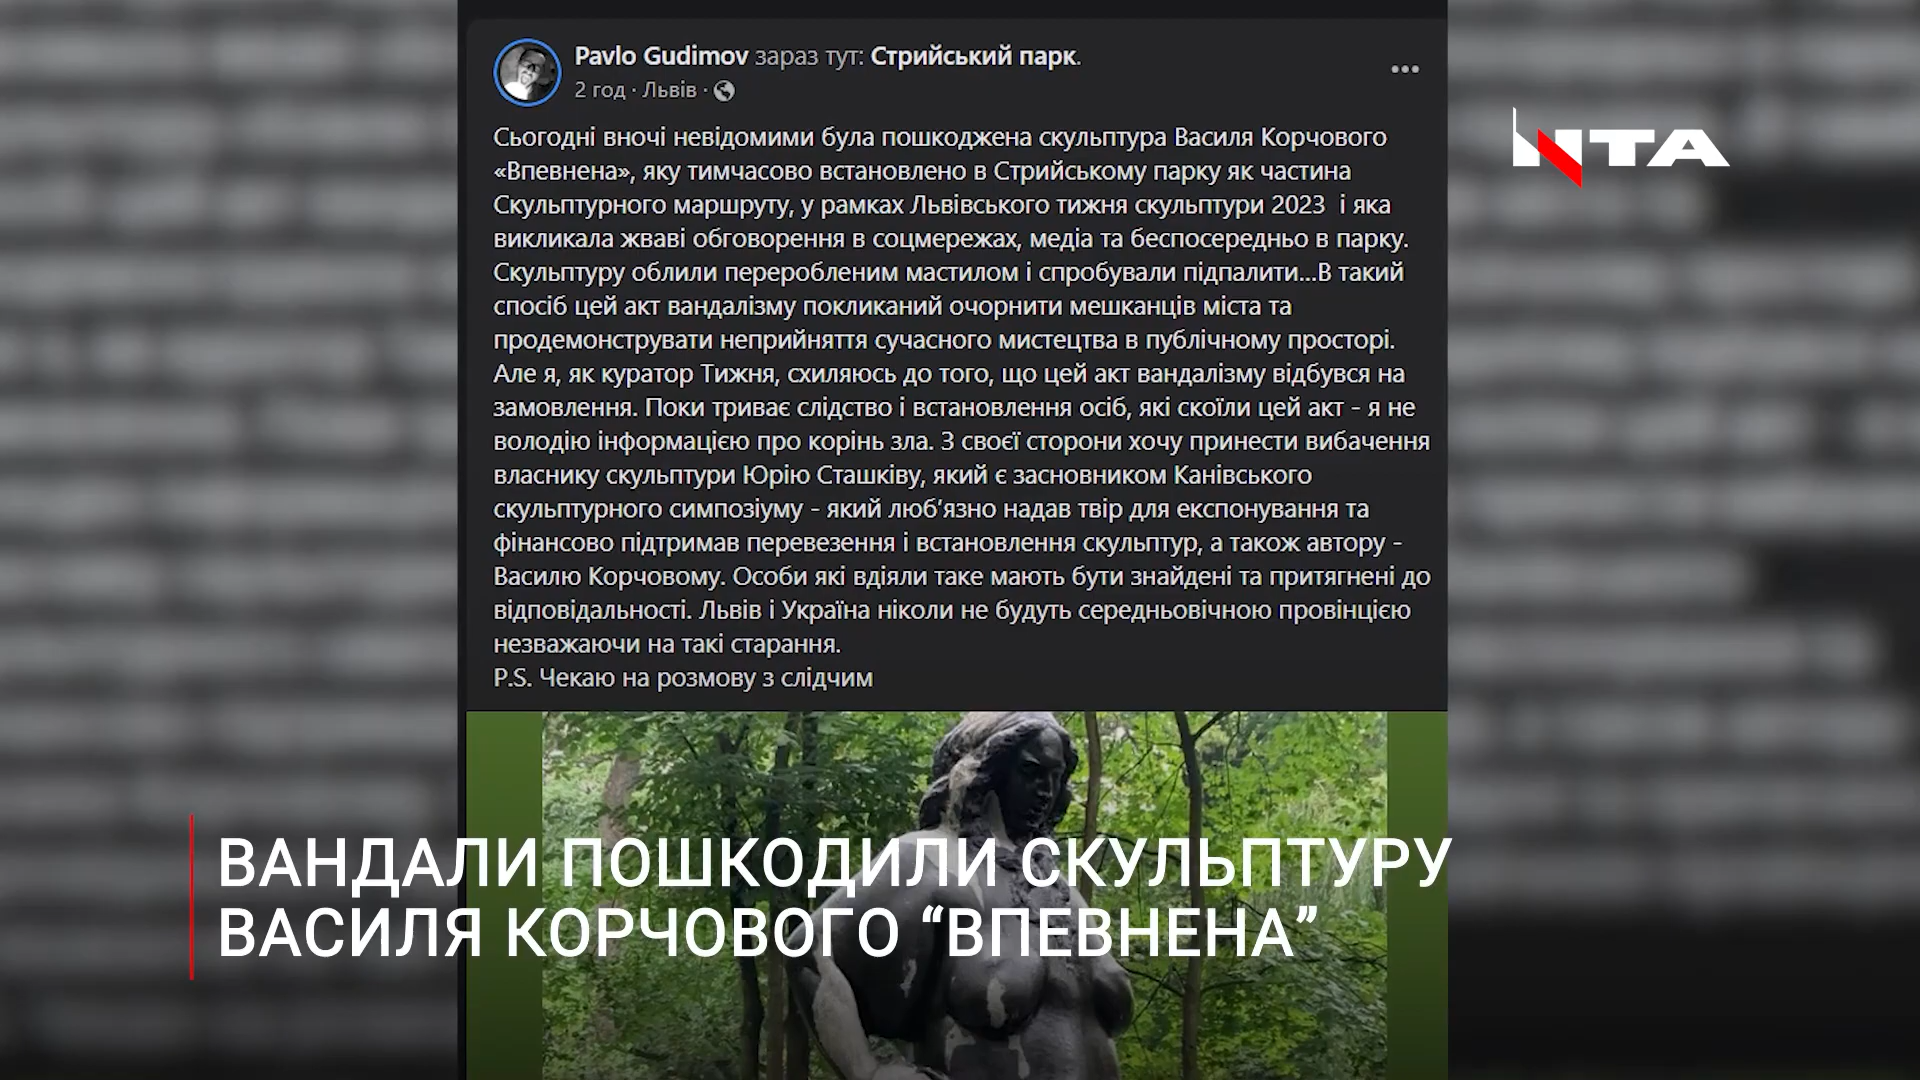 Pavlo Gudimov зараз тут: Стрийський парк.
2 год · Львів ·
NTA
Сьогодні вночі невідомими була пошкоджена скульптура Василя Корчового
«Впевнена», яку тимчасово встановлено в Стрийському парку як частина
Скульптурного маршруту, у рамках Львівського тижня скульптури 2023 і яка
викликала жваві обговорення в соцмережах, медіа та беспосередньо в парку.
Скульптуру облили переробленим мастилом і спробували підпалити...В такий
спосіб цей акт вандалізму покликаний очорнити мешканців міста та
продемонструвати неприйняття сучасного мистецтва в публічному просторі.
Але я, як куратор Тижня, схиляюсь до того, що цей акт вандалізму відбувся на
замовлення. Поки триває слідство і встановлення осіб, які скоїли цей акт - я не
володію інформацією про корінь зла. З своєї сторони хочу принести вибачення
власнику скульптури Юрію Сташківу, який є засновником Канівського
скульптурного симпозіуму - який люб’язно надав твір для експонування та
фінансово підтримав перевезення і встановлення скульптур, а також автору -
Василю Корчовому. Особи які вдіяли таке мають бути знайдені та притягнені до
відповідальності. Львів і Україна ніколи не будуть середньовічною провінцією
незважаючи на такі старання.
P.S. Чекаю на розмову з слідчим
ВАНДАЛИ ПОШКОДИЛИ СКУЛЬПТУРУ
ВАСИЛЯ КОРЧОВОГО “ВПЕВНЕНА”